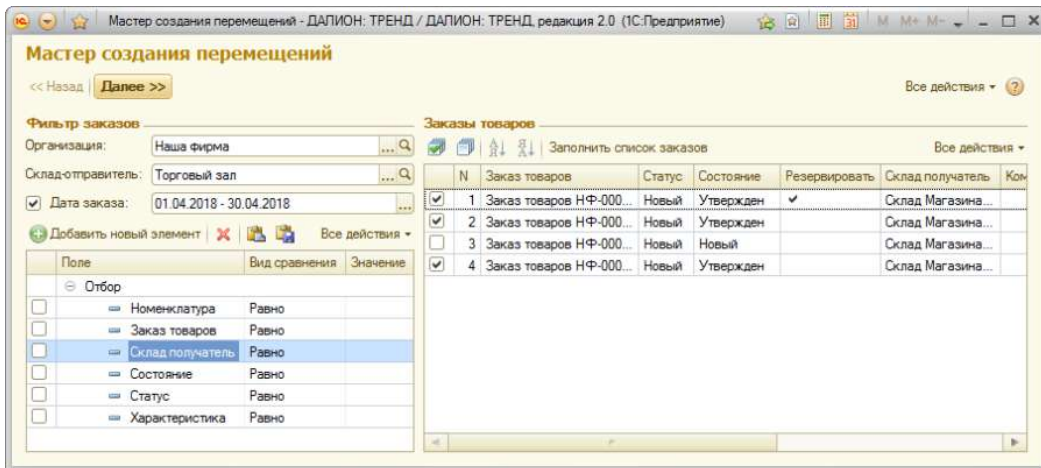 Мастер создания перемещений - ДАЛИОН: ТРЕНД / ДАЛИОН: ТРЕНД, редакция 2.0 (1С:Предприятие) M M+ M-
Мастер создания перемещений
<< Назад Далее >> Все действия ?
Фильтр заказов
Организация: Наша фирма ...
Склад-отправитель: Торговый зал ...
Дата заказа: 01.04.2018 - 30.04.2018 ...
Добавить новый элемент Все действия
Поле Вид сравнения Значение
Отбор
Номенклатура Равно
Заказ товаров Равно
Склад получатель Равно
Состояние Равно
Статус Равно
Характеристика Равно
Заказы товаров
Заполнить список заказов Все действия
N Заказ товаров Статус Состояние Резервировать Склад получатель Ком
1 Заказ товаров НФ-000... Новый Утвержден Склад Магазина...
2 Заказ товаров НФ-000... Новый Утвержден Склад Магазина...
3 Заказ товаров НФ-000... Новый Новый Склад Магазина...
4 Заказ товаров НФ-000... Новый Утвержден Склад Магазина...